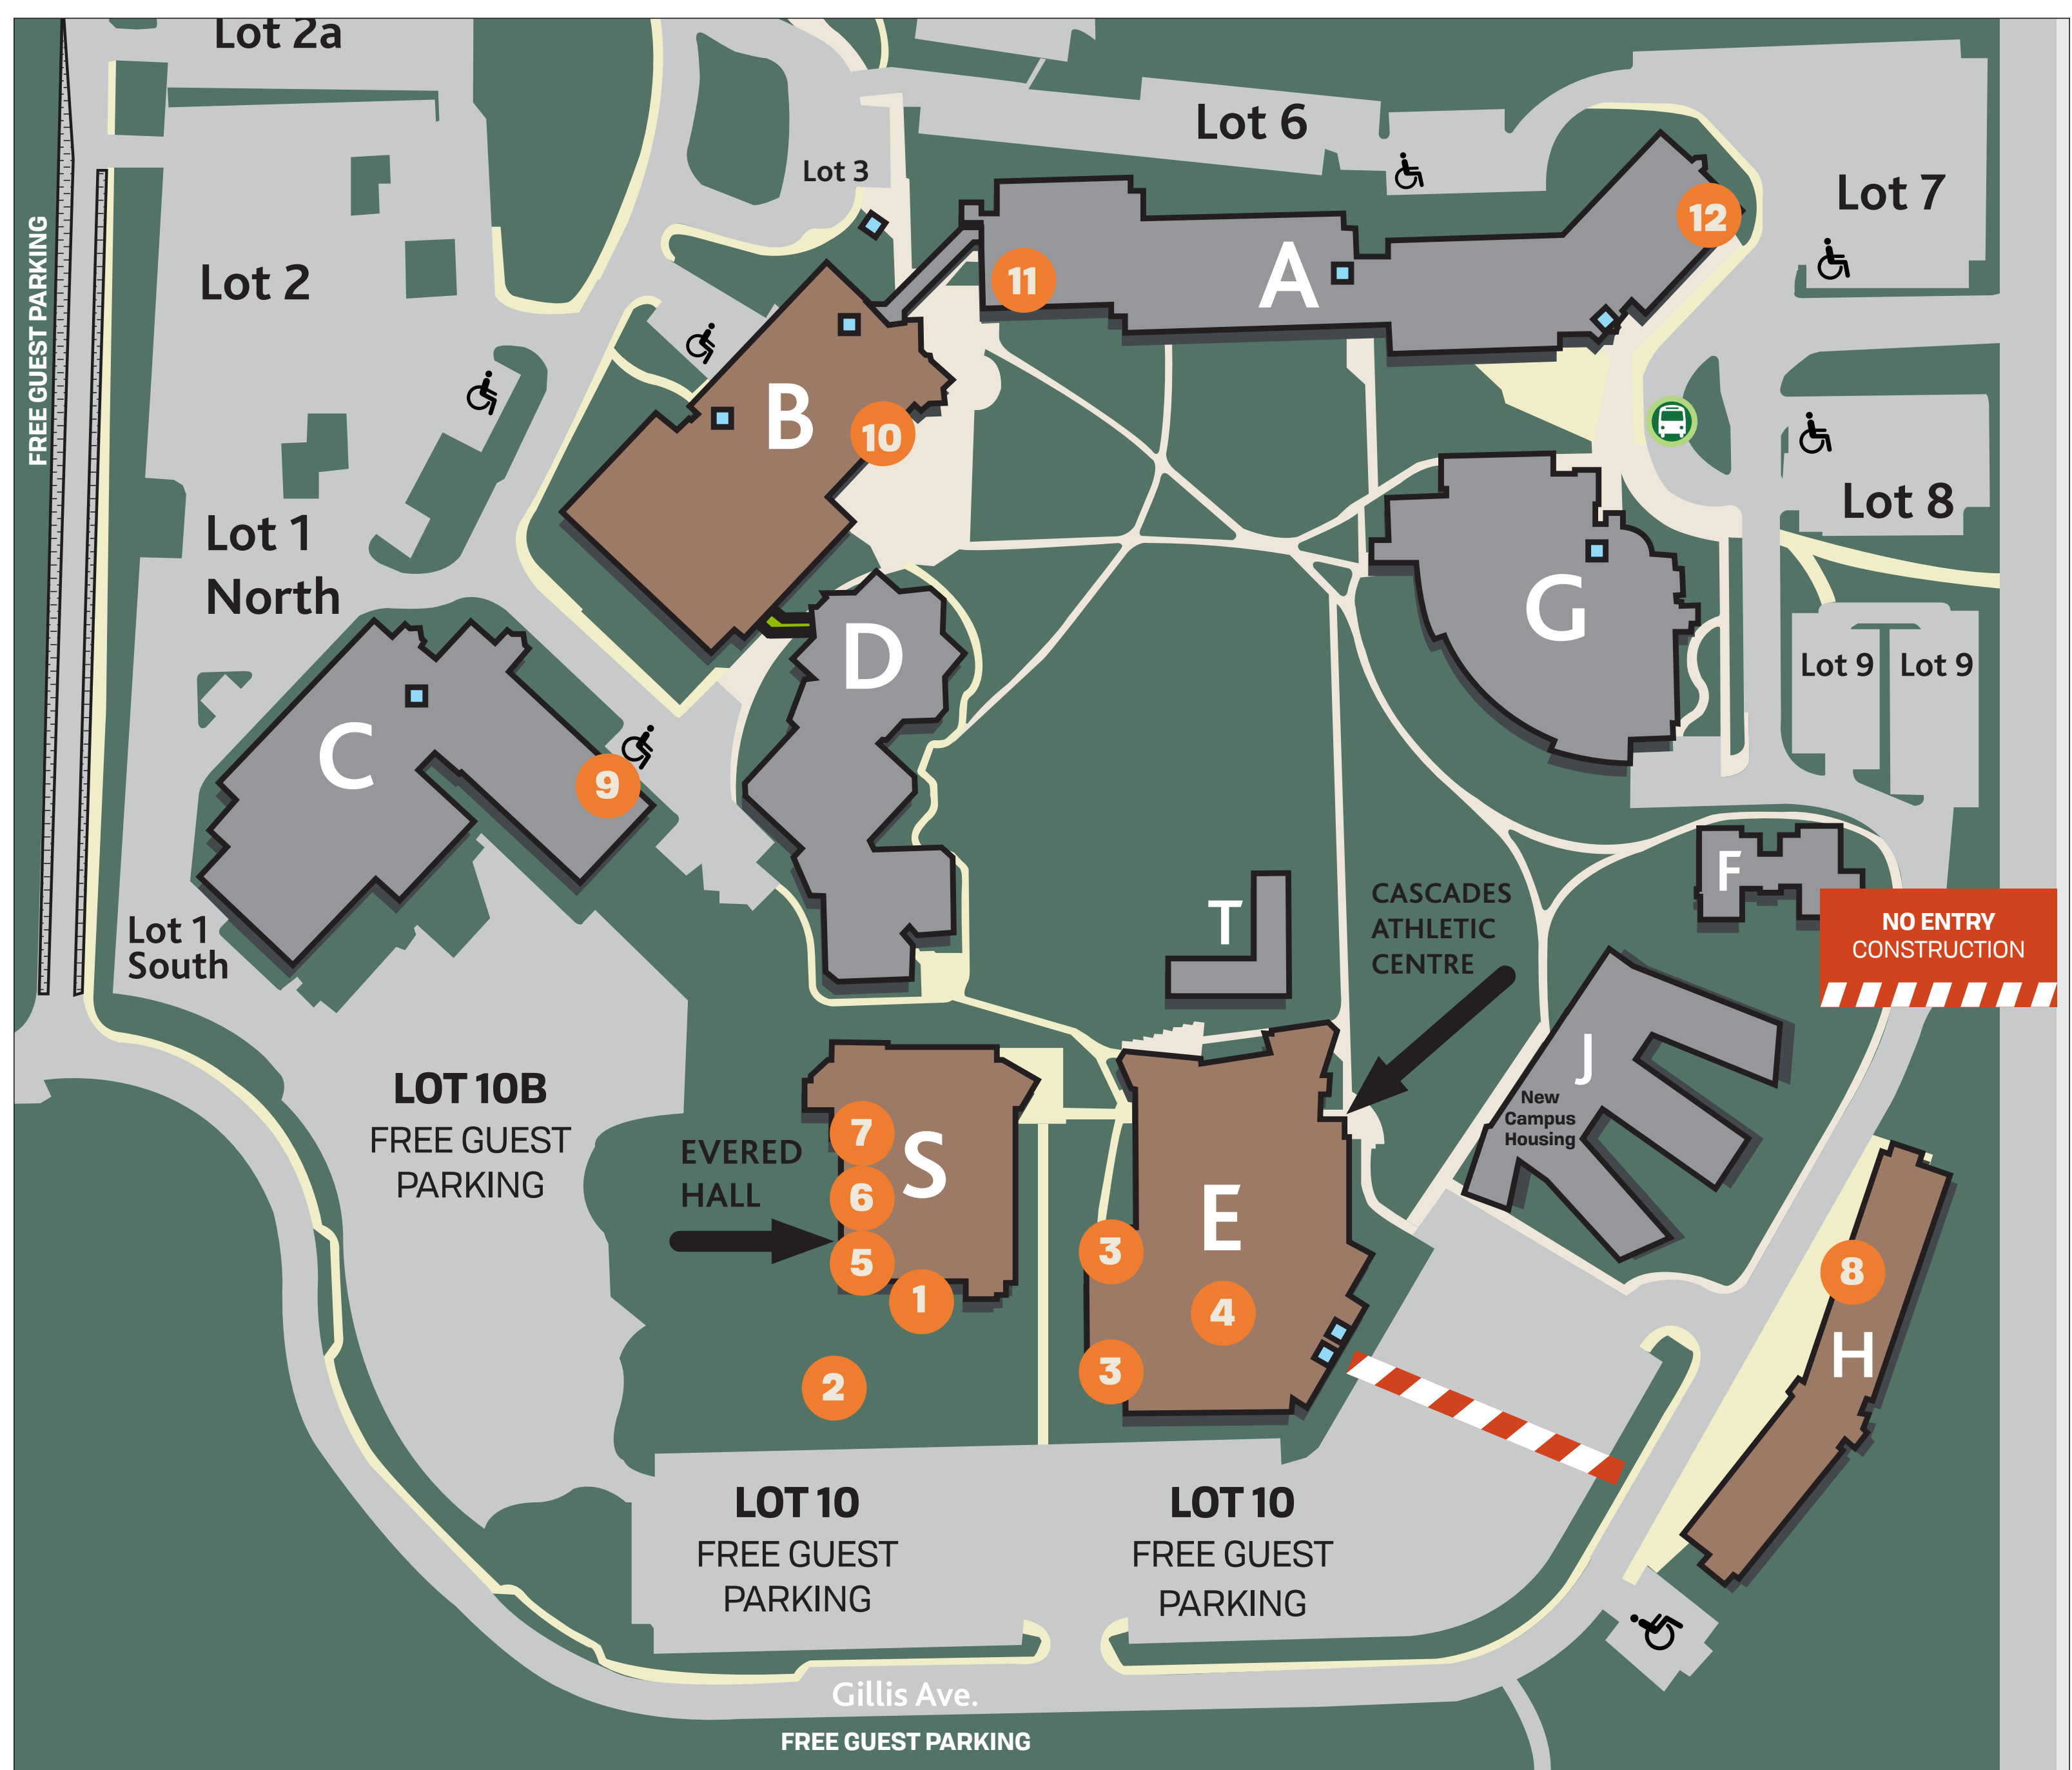 Lot 2a
Lot 6
Lot 3
Lot 7
12
FREE GUEST PARKING
Lot 2
11
A
B
10
Lot 8
Lot 1
North
G
D
Lot 9
Lot 9
C
9
F
T
CASCADES
ATHLETIC
CENTRE
NO ENTRY
CONSTRUCTION
Lot 1
South
J
New
Campus
Housing
LOT 10B
FREE GUEST
PARKING
EVERED
HALL
7
6
5
S
1
2
3
E
4
3
8
H
LOT 10
FREE GUEST
PARKING
LOT 10
FREE GUEST
PARKING
Gillis Ave.
FREE GUEST PARKING